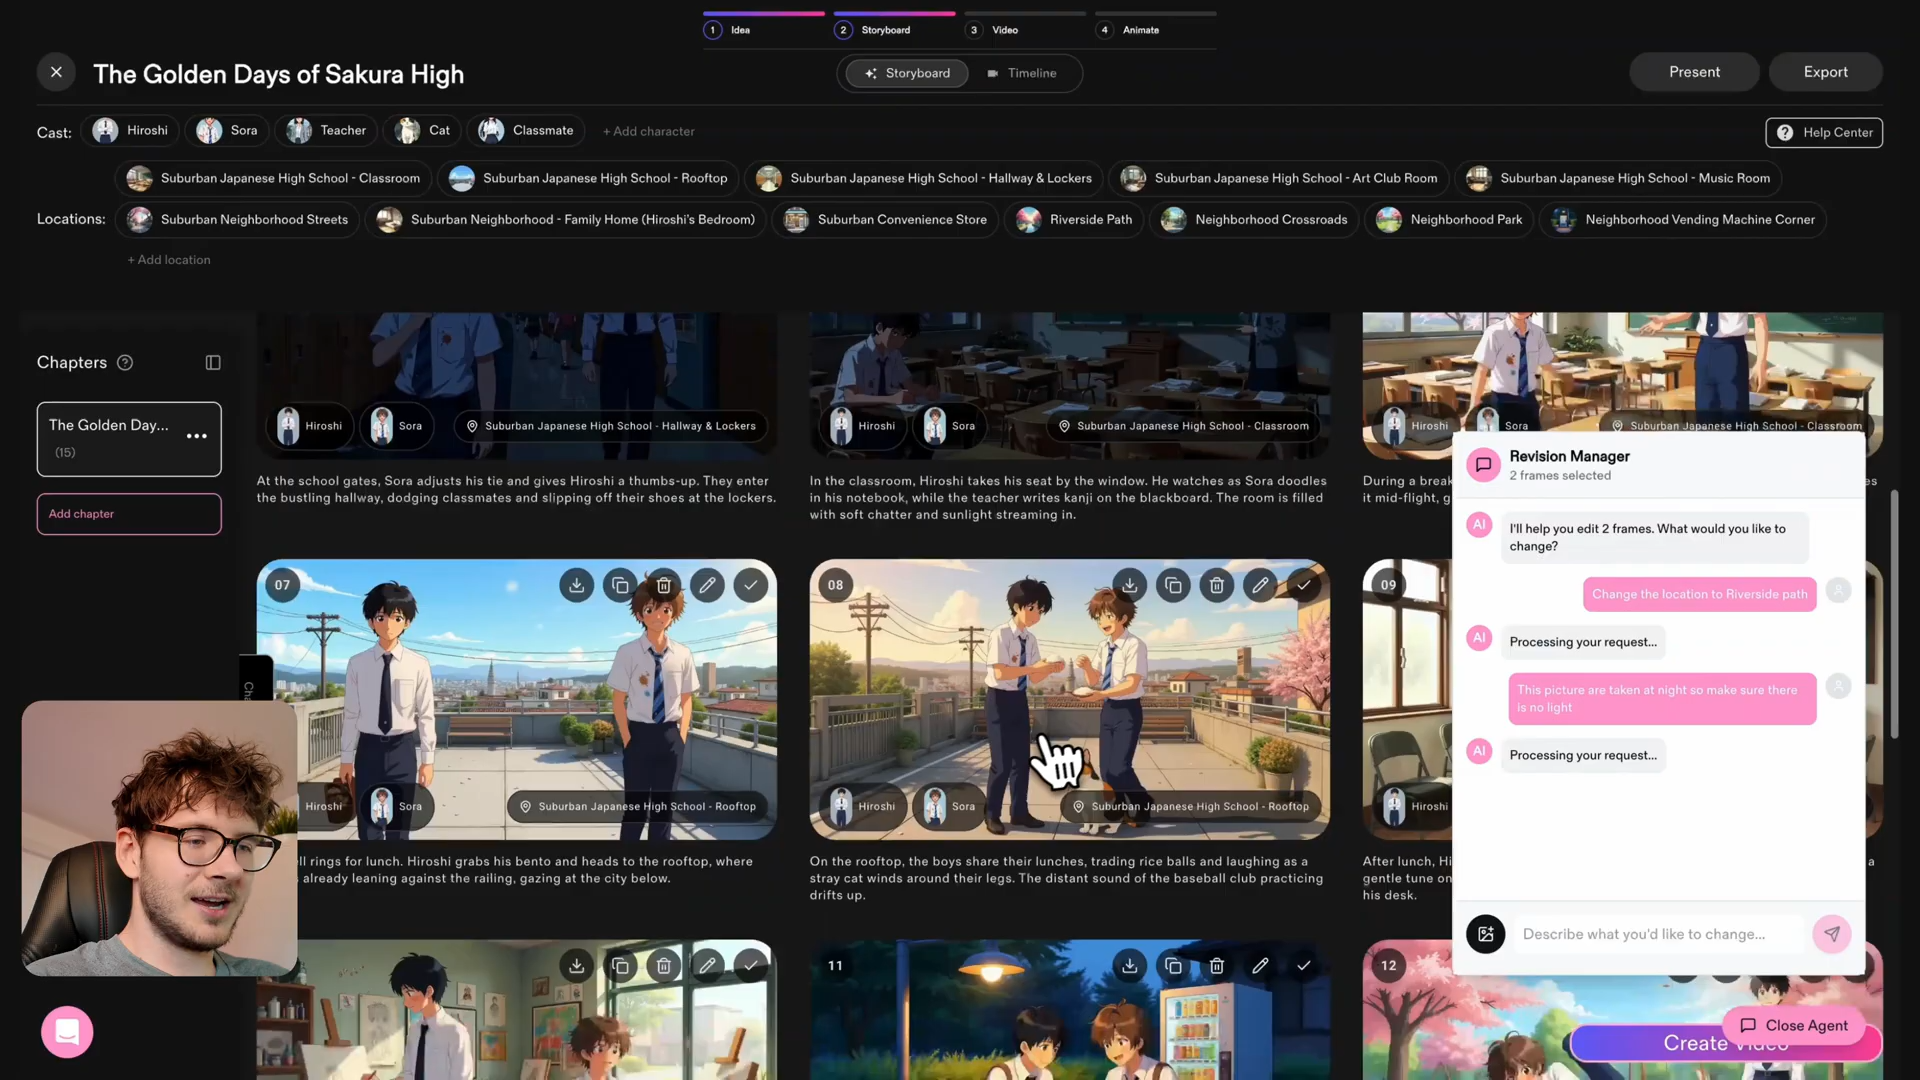 1 Idea
2 Storyboard
3 Video
4 Animate
The Golden Days of Sakura High
Storyboard
Timeline
Present
Export
Cast:
Hiroshi
Sora
Teacher
Cat
Classmate
+ Add character
? Help Center
Suburban Japanese High School - Classroom
Suburban Japanese High School - Rooftop
Suburban Japanese High School - Hallway & Lockers
Suburban Japanese High School - Art Club Room
Suburban Japanese High School - Music Room
Locations:
Suburban Neighborhood Streets
Suburban Neighborhood - Family Home (Hiroshi's Bedroom)
Suburban Convenience Store
Riverside Path
Neighborhood Crossroads
Neighborhood Park
Neighborhood Vending Machine Corner
+ Add location
Chapters ?
The Golden Day...
(15)
Add chapter
Hiroshi
Sora
Suburban Japanese High School - Hallway & Lockers
At the school gates, Sora adjusts his tie and gives Hiroshi a thumbs-up. They enter
the bustling hallway, dodging classmates and slipping off their shoes at the lockers.
Hiroshi
Sora
Suburban Japanese High School - Classroom
In the classroom, Hiroshi takes his seat by the window. He watches as Sora doodles
in his notebook, while the teacher writes kanji on the blackboard. The room is filled
with soft chatter and sunlight streaming in.
Hiroshi
Sora
Suburban Japanese High School - Classroom
During a break
it mid-flight, g
07
Hiroshi
Sora
Suburban Japanese High School - Rooftop
rings for lunch. Hiroshi grabs his bento and heads to the rooftop, where
already leaning against the railing, gazing at the city below.
08
Hiroshi
Sora
Suburban Japanese High School - Rooftop
On the rooftop, the boys share their lunches, trading rice balls and laughing as a
stray cat winds around their legs. The distant sound of the baseball club practicing
drifts up.
09
Hiroshi
After lunch, Hi
gentle tune on
his desk.
11
12
Revision Manager
2 frames selected
AI
I'll help you edit 2 frames. What would you like to
change?
Change the location to Riverside path
AI
Processing your request...
This picture are taken at night so make sure there
is no light
AI
Processing your request...
Describe what you'd like to change...
Close Agent
Create Video